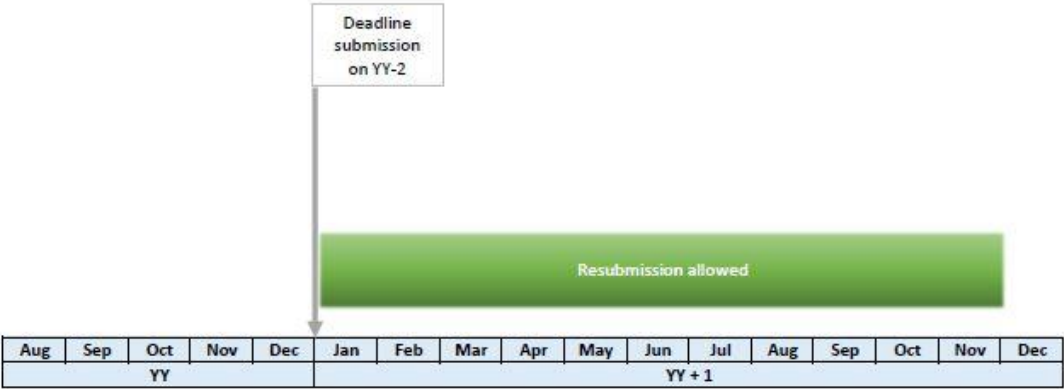 Deadline
submission
on YY-2
Resubmission allowed
Aug Sep Oct Nov Dec Jan Feb Mar Apr May Jun Jul Aug Sep Oct Nov Dec
YY YY + 1